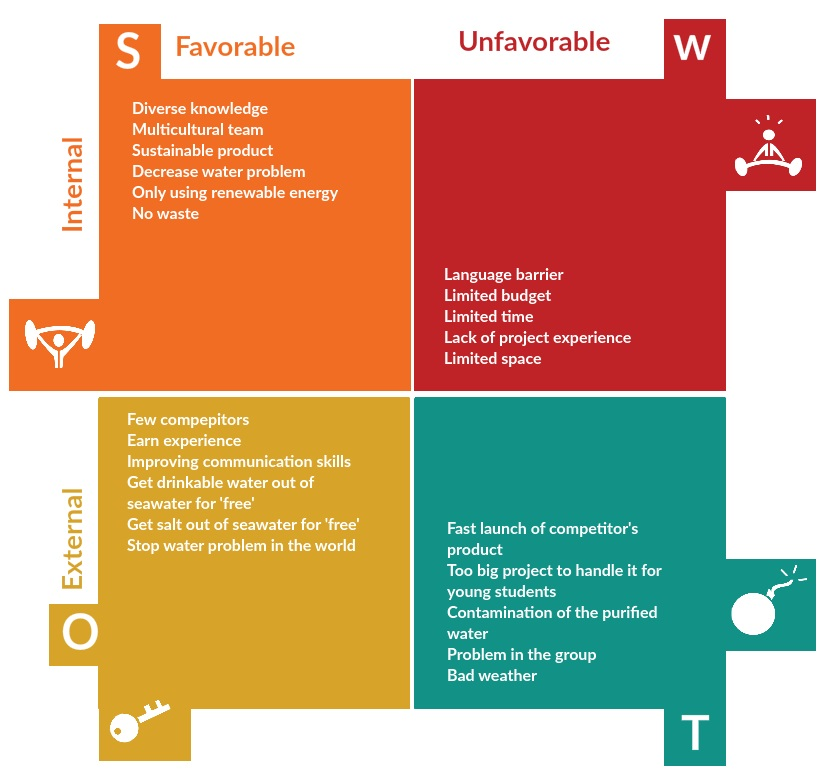 S
Favorable
Unfavorable
W
Internal
Diverse knowledge
Multicultural team
Sustainable product
Decrease water problem
Only using renewable energy
No waste
Language barrier
Limited budget
Limited time
Lack of project experience
Limited space
External
O
Few compepitors
Earn experience
Improving communication skills
Get drinkable water out of
seawater for 'free'
Get salt out of seawater for 'free'
Stop water problem in the world
Fast launch of competitor's
product
Too big project to handle it for
young students
Contamination of the purified
water
Problem in the group
Bad weather
T